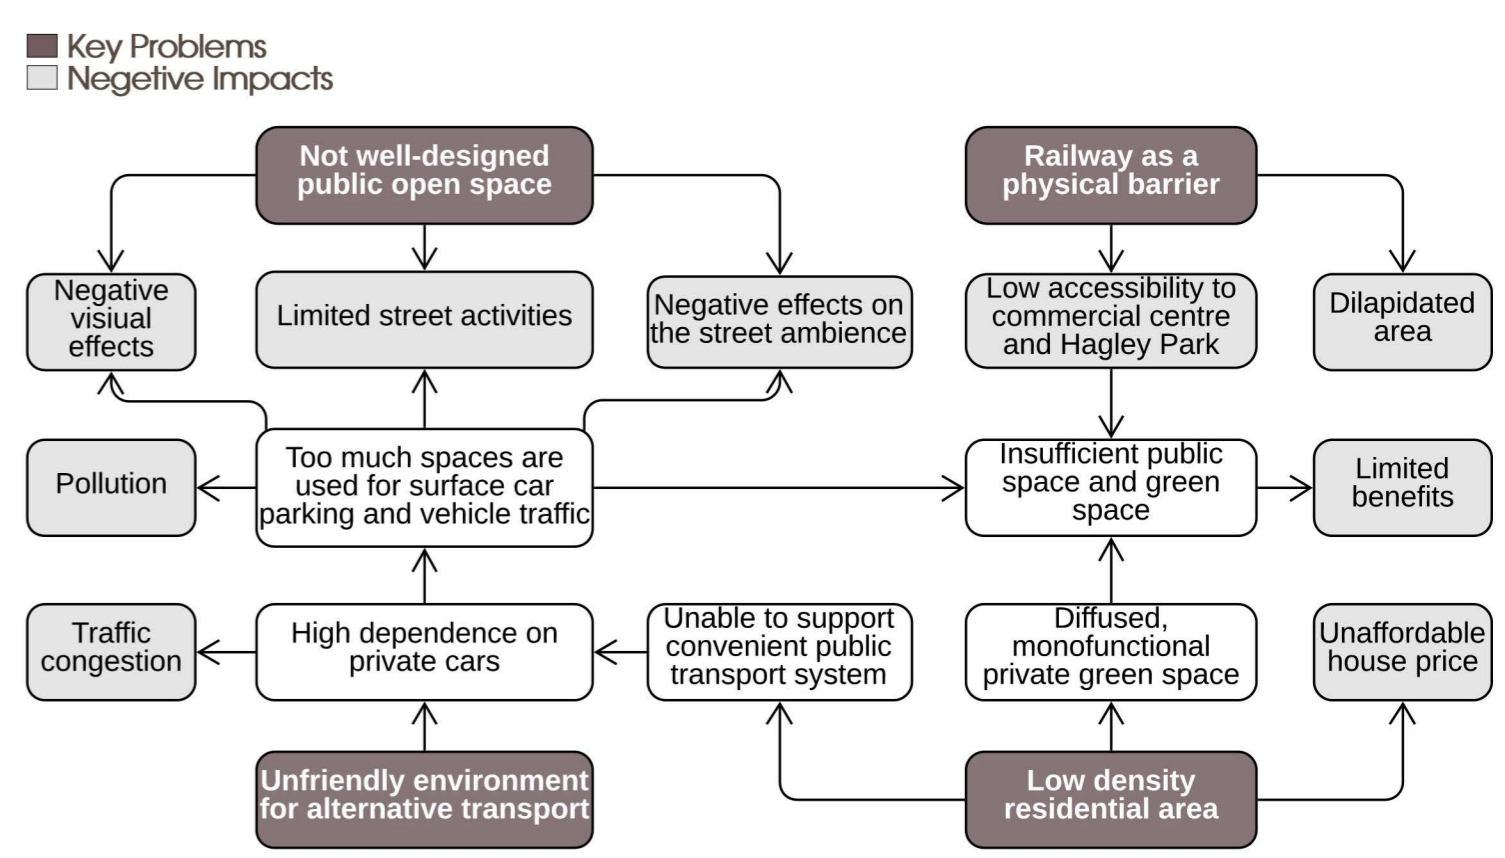 Key Problems
Negetive Impacts
Not well-designed
public open space
Railway as a
physical barrier
Negative
visiual
effects
Limited street activities
Negative effects on
the street ambience
Low accessibility to
commercial centre
and Hagley Park
Dilapidated
area
Pollution
Too much spaces are
used for surface car
parking and vehicle traffic
Insufficient public
space and green
space
Limited
benefits
Traffic
congestion
High dependence on
private cars
Unable to support
convenient public
transport system
Diffused,
monofunctional
private green space
Unaffordable
house price
Unfriendly environment
for alternative transport
Low density
residential area